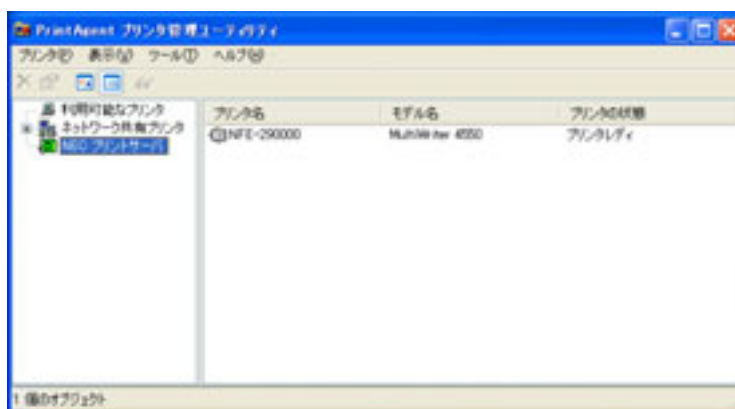 PrintAgent プリンタ管理ユーティリティ
プリンタ(P) 表示(V) ツール(T) ヘルプ(H)
利用可能なプリンタ
ネットワーク共有プリンタ
NEC プリントサーバ
プリンタ名 モデル名 プリンタの状態
NFE-290000 MultiWriter 4550 プリンタレディ
1 個のオブジェクト